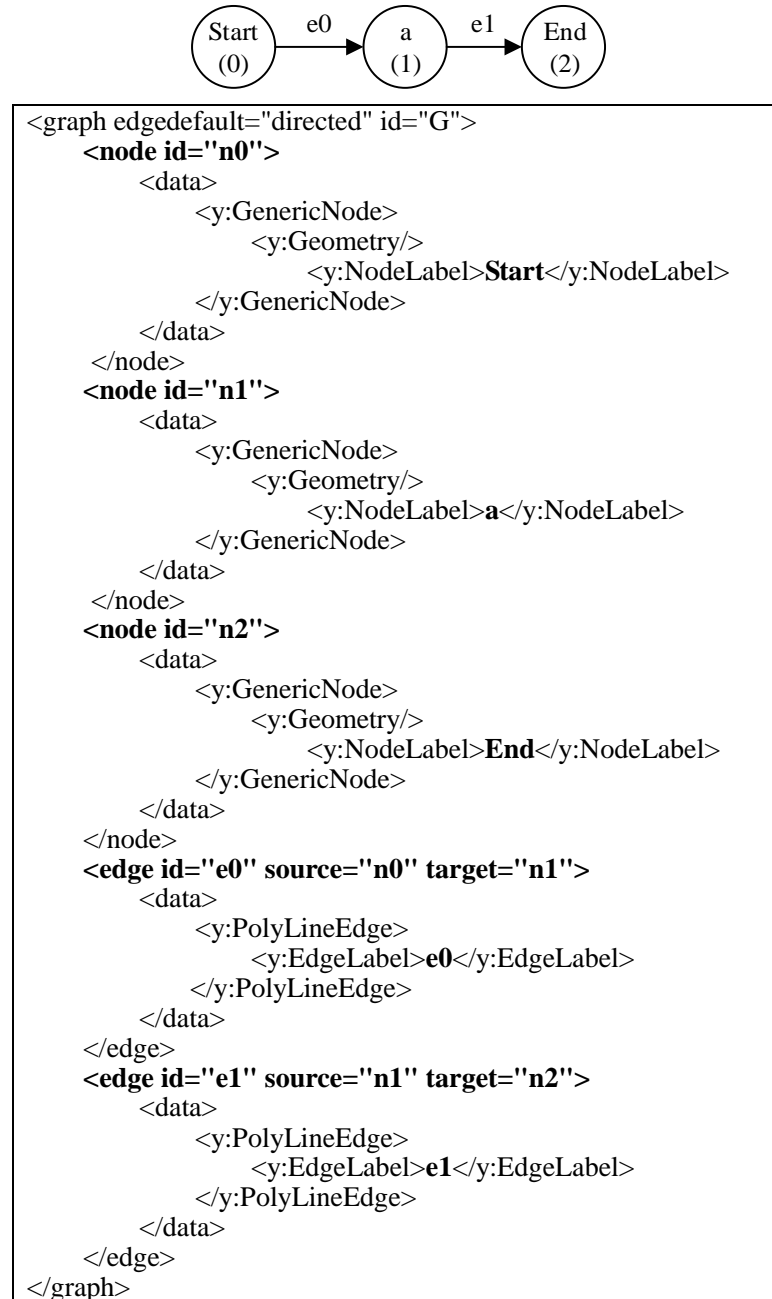 Start e0 a e1 End
(0) (1) (2)
<graph edgedefault="directed" id="G">
<node id="n0">
<data>
<y:GenericNode>
<y:Geometry/>
<y:NodeLabel>Start</y:NodeLabel>
</y:GenericNode>
</data>
</node>
<node id="n1">
<data>
<y:GenericNode>
<y:Geometry/>
<y:NodeLabel>a</y:NodeLabel>
</y:GenericNode>
</data>
</node>
<node id="n2">
<data>
<y:GenericNode>
<y:Geometry/>
<y:NodeLabel>End</y:NodeLabel>
</y:GenericNode>
</data>
</node>
<edge id="e0" source="n0" target="n1">
<data>
<y:PolyLineEdge>
<y:EdgeLabel>e0</y:EdgeLabel>
</y:PolyLineEdge>
</data>
</edge>
<edge id="e1" source="n1" target="n2">
<data>
<y:PolyLineEdge>
<y:EdgeLabel>e1</y:EdgeLabel>
</y:PolyLineEdge>
</data>
</edge>
</graph>